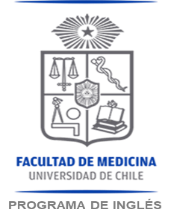 FACULTAD DE MEDICINA
UNIVERSIDAD DE CHILE
PROGRAMA DE INGLÉS